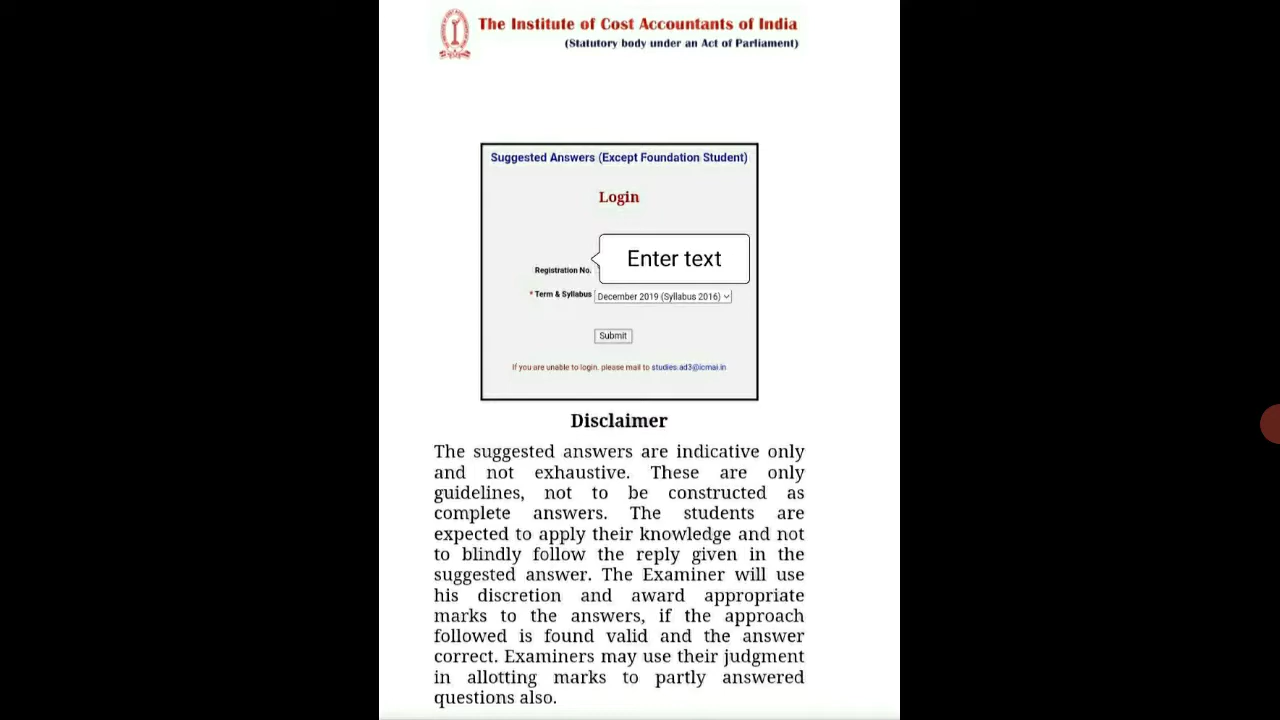 The Institute of Cost Accountants of India
(Statutory body under an Act of Parliament)
Suggested Answers (Except Foundation Student)
Login
Enter text
Registration No.
* Term & Syllabus December 2019 (Syllabus 2016)
Submit
If you are unable to login, please mail to studies.ad3@icmai.in
Disclaimer
The suggested answers are indicative only
and not exhaustive. These are only
guidelines, not to be constructed as
complete answers. The students are
expected to apply their knowledge and not
to blindly follow the reply given in the
suggested answer. The Examiner will use
his discretion and award appropriate
marks to the answers, if the approach
followed is found valid and the answer
correct. Examiners may use their judgment
in allotting marks to partly answered
questions also.